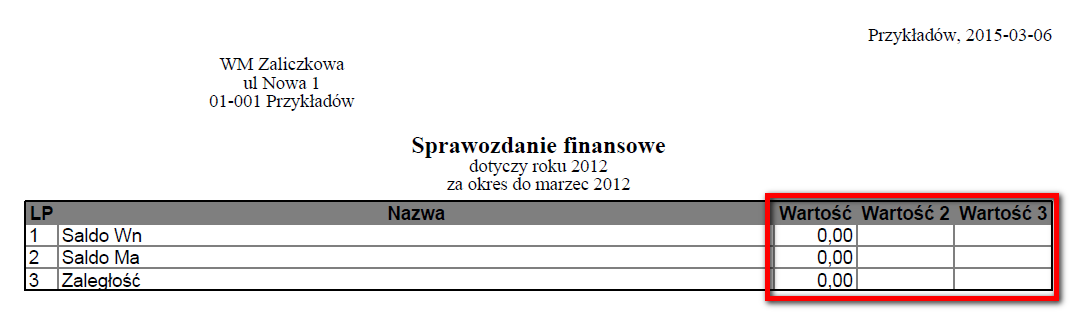 Przykładów, 2015-03-06
WM Zaliczkowa
ul Nowa 1
01-001 Przykładów
Sprawozdanie finansowe
dotyczy roku 2012
za okres do marzec 2012
LP Nazwa Wartość Wartość 2 Wartość 3
1 Saldo Wn 0,00
2 Saldo Ma 0,00
3 Zaległość 0,00